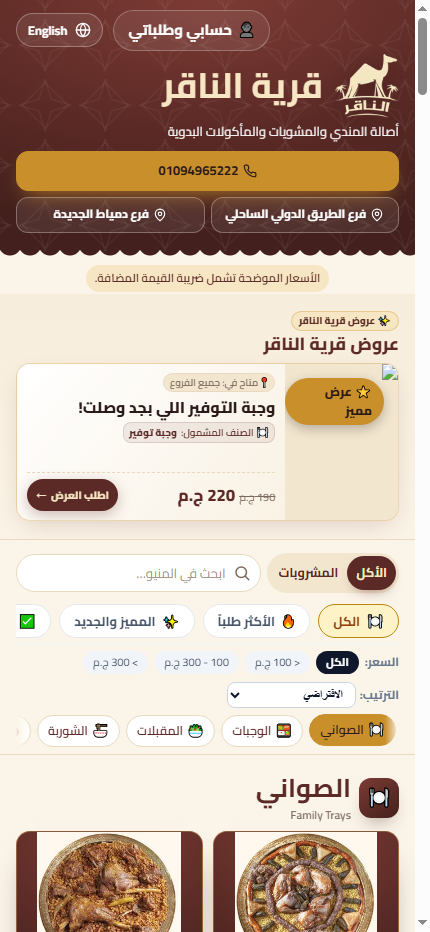 حسابي وطلباتي
English
قرية الناقر
الناقر
أصالة المندي والمشويات والمأكولات البدوية
01094965222
فرع الطريق الدولي الساحلي
فرع دمياط الجديدة
الأسعار الموضحة تشمل ضريبة القيمة المضافة.
عروض قرية الناقر
عروض قرية الناقر
عرض مميز
متاح في: جميع الفروع
وجبة التوفير اللي بجد وصلت!
الصنف المشمول: وجبة توفير
190 ج.م 220 ج.م
اطلب العرض ←
الأكل
المشروبات
ابحث في المنيو...
الكل
الأكثر طلباً
المميز والجديد
السعر: الكل < 100 ج.م 100 - 300 ج.م > 300 ج.م
الترتيب: الافتراضي
الصواني
الوجبات
المقبلات
الشوربة
الصواني
Family Trays